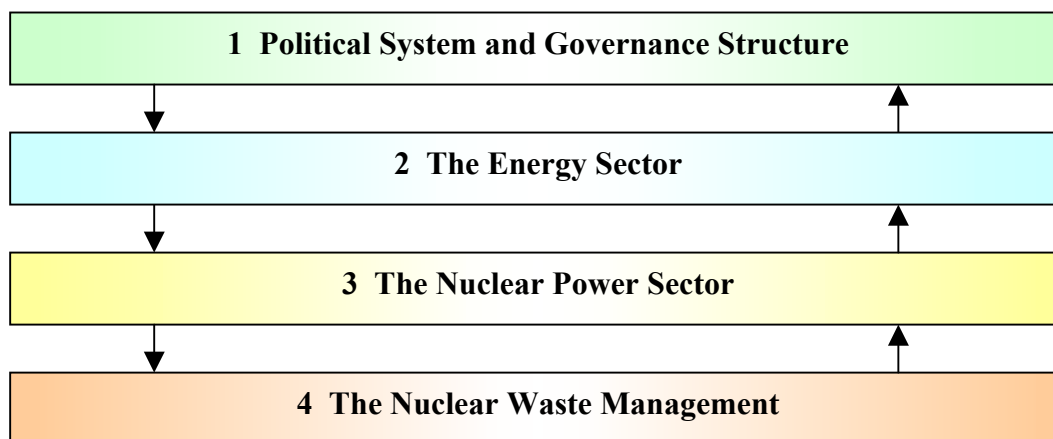 1 Political System and Governance Structure
2 The Energy Sector
3 The Nuclear Power Sector
4 The Nuclear Waste Management